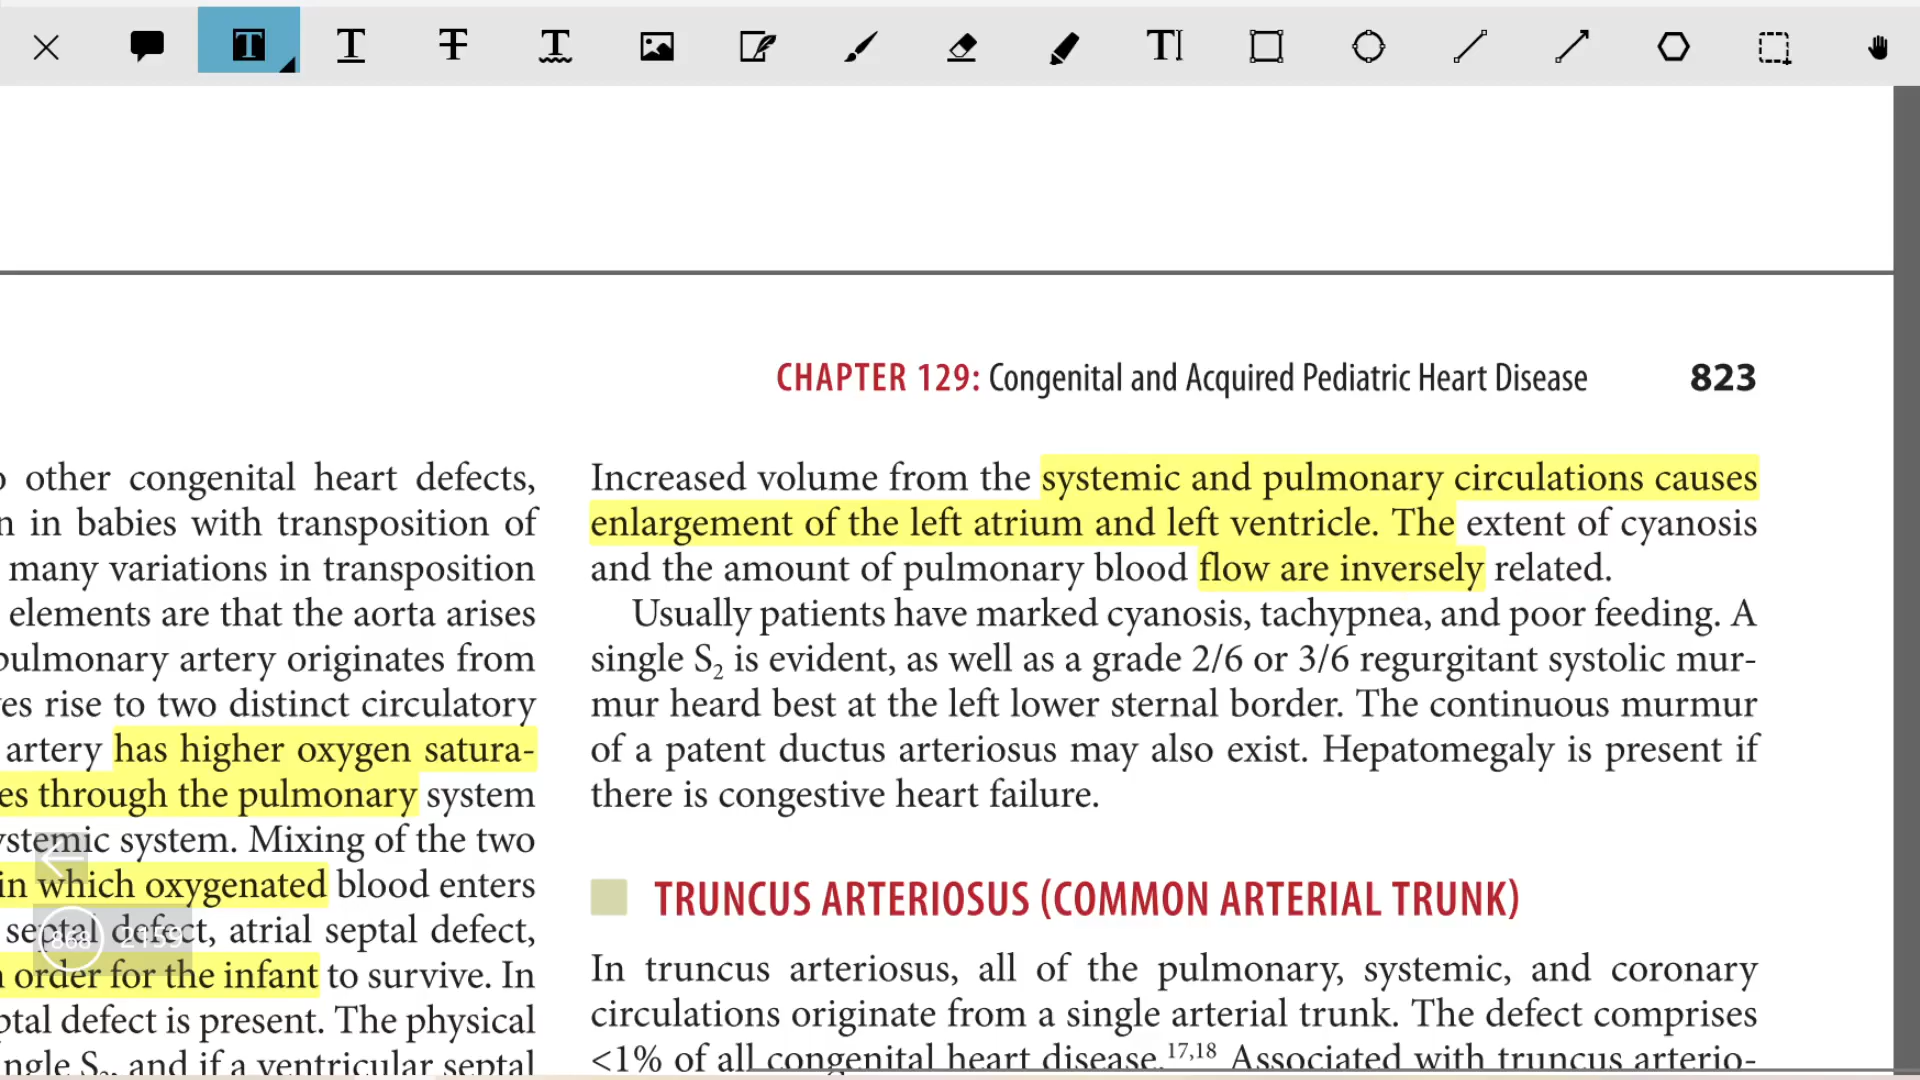 CHAPTER 129: Congenital and Acquired Pediatric Heart Disease 823
other congenital heart defects,
in babies with transposition of
many variations in transposition
elements are that the aorta arises
pulmonary artery originates from
rise to two distinct circulatory
artery has higher oxygen satura-
through the pulmonary system
systemic system. Mixing of the two
in which oxygenated blood enters
septal defect, atrial septal defect,
order for the infant to survive. In
defect is present. The physical
S₂, and if a ventricular septal
868 2159
Increased volume from the systemic and pulmonary circulations causes
enlargement of the left atrium and left ventricle. The extent of cyanosis
and the amount of pulmonary blood flow are inversely related.
Usually patients have marked cyanosis, tachypnea, and poor feeding. A
single S₂ is evident, as well as a grade 2/6 or 3/6 regurgitant systolic mur-
mur heard best at the left lower sternal border. The continuous murmur
of a patent ductus arteriosus may also exist. Hepatomegaly is present if
there is congestive heart failure.
TRUNCUS ARTERIOSUS (COMMON ARTERIAL TRUNK)
In truncus arteriosus, all of the pulmonary, systemic, and coronary
circulations originate from a single arterial trunk. The defect comprises
<1% of all congenital heart disease.¹⁷,¹⁸ Associated with truncus arterio-